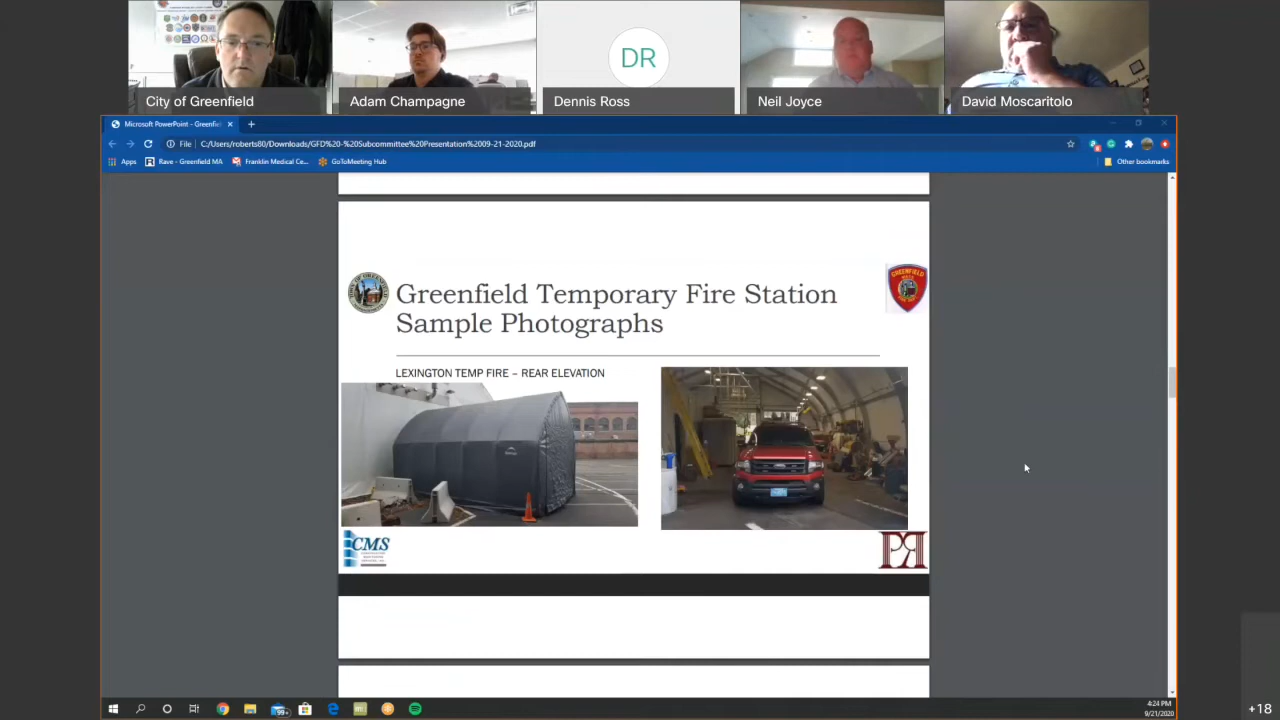 City of Greenfield
Adam Champagne
DR
Dennis Ross
Neil Joyce
David Moscaritolo
Microsoft PowerPoint - Greenfie
File | C:/Users/roberts80/Downloads/GFD%20-%20Subcommittee%20Presentation%2009-21-2020.pdf
Apps
Rave - Greenfield MA
Franklin Medical Ce...
GoToMeeting Hub
Other bookmarks
Greenfield Temporary Fire Station
Sample Photographs
GREENFIELD
LEXINGTON TEMP FIRE – REAR ELEVATION
CMS
99+
4:24 PM
9/21/2020
+18